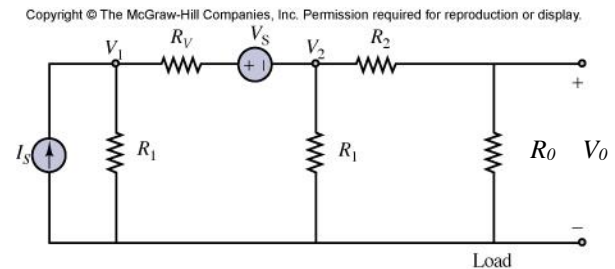 Copyright © The McGraw-Hill Companies, Inc. Permission required for reproduction or display.
V1 RV VS V2 R2
+ −
+
IS R1 R1 R0 V0
−
Load